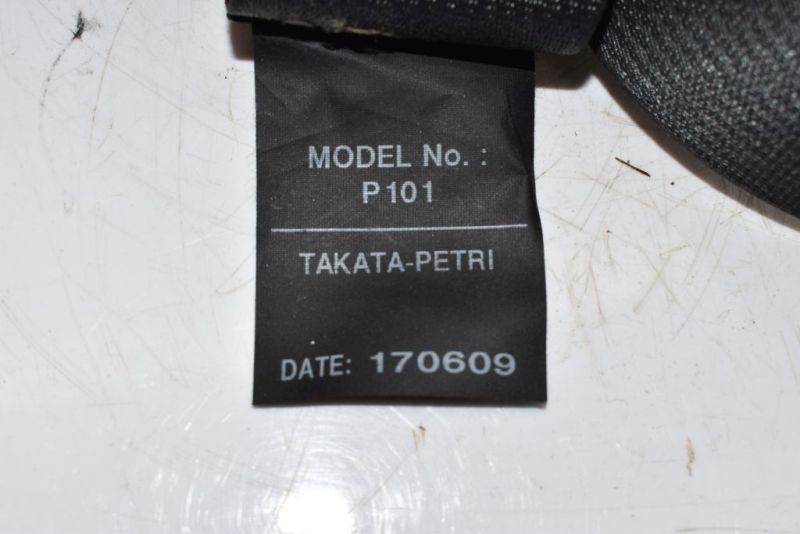 MODEL No. :
P101
TAKATA-PETRI
DATE: 170609